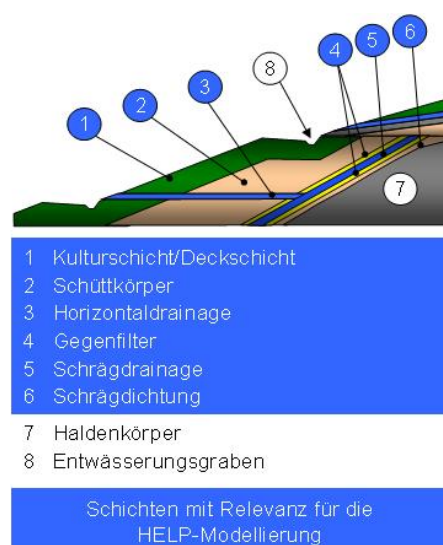 1
2
3
8
4
5
6
7
1 Kulturschicht/Deckschicht
2 Schüttkörper
3 Horizontaldrainage
4 Gegenfilter
5 Schrägdrainage
6 Schrägdichtung
7 Haldenkörper
8 Entwässerungsgraben
Schichten mit Relevanz für die
HELP-Modellierung